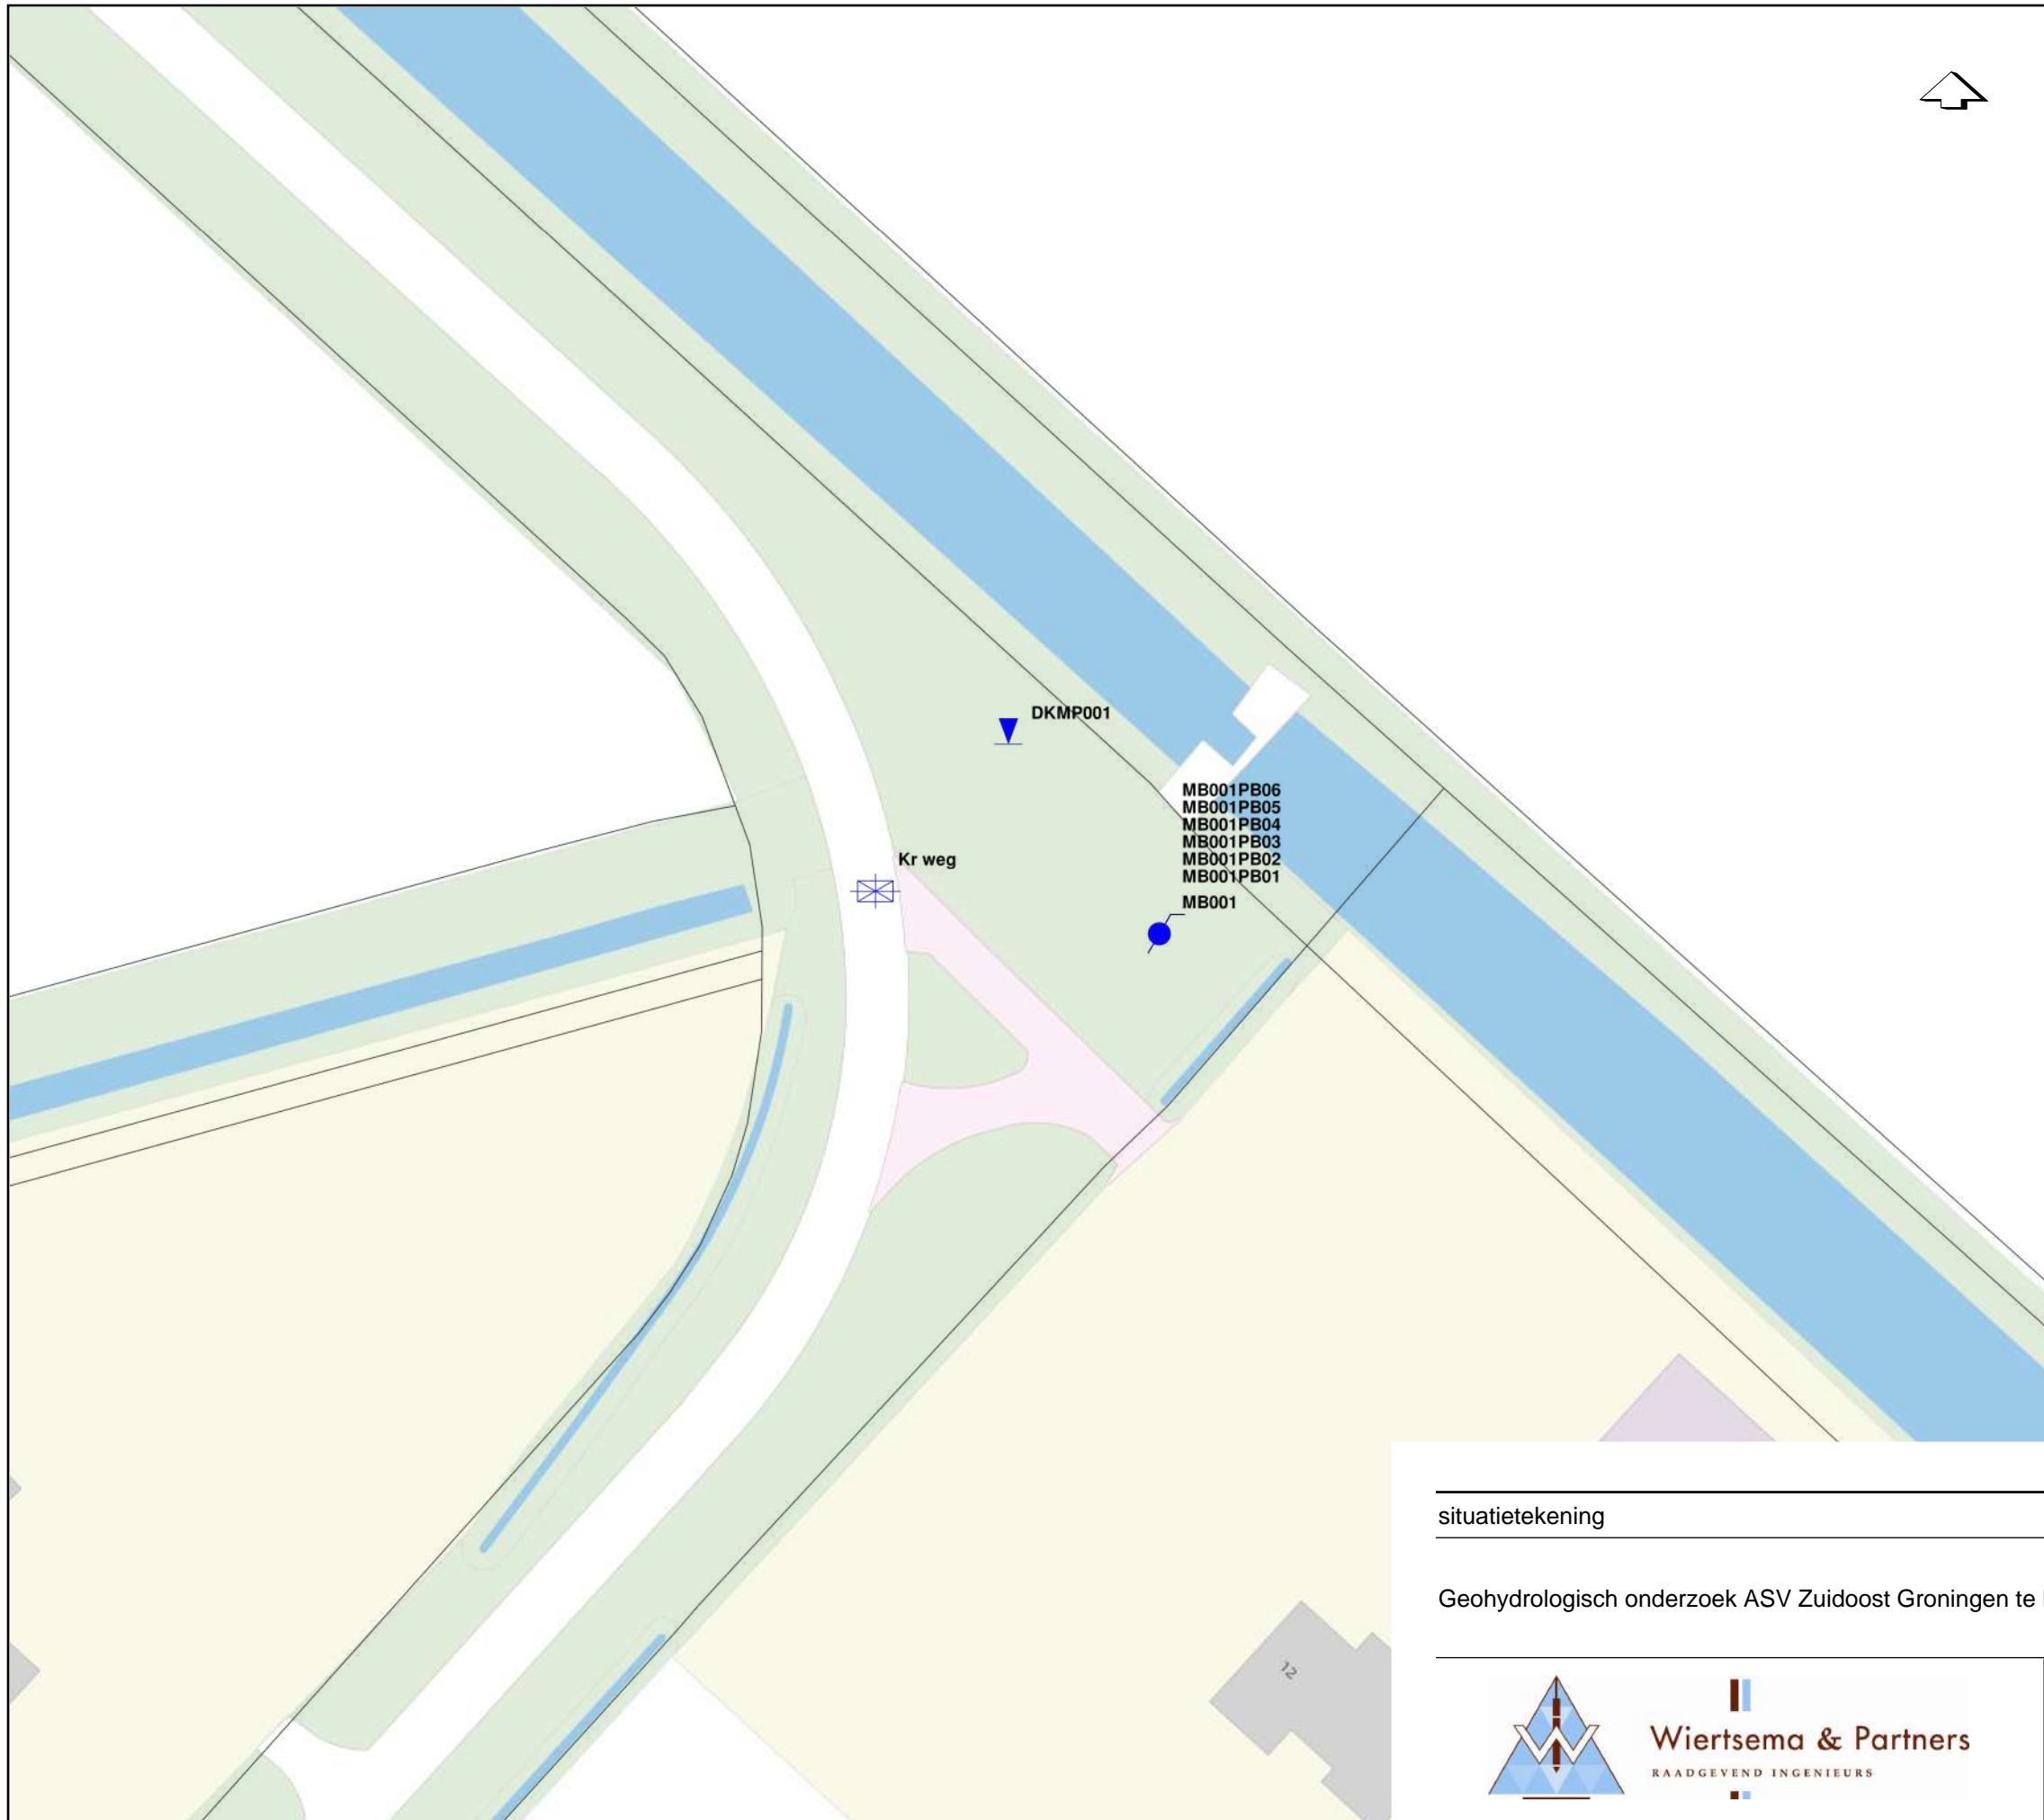 DKMP001
MB001PB06
MB001PB05
MB001PB04
MB001PB03
MB001PB02
MB001PB01
Kr weg
MB001
situatietekening
Geohydrologisch onderzoek ASV Zuidoost Groningen te
12
Wiertsema & Partners
RAADGEVEND INGENIEURS